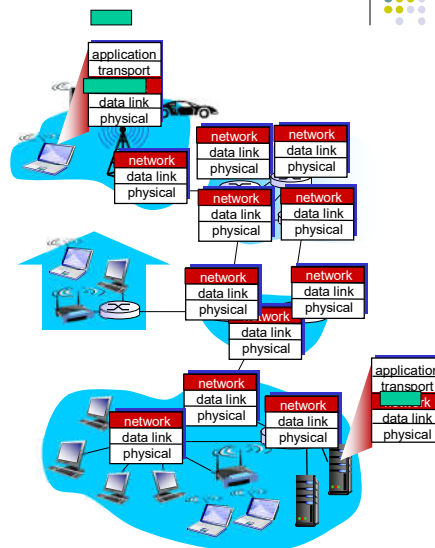 application
transport
data link
physical
network
data link
physical
network
data link
physical
network
data link
physical
network
data link
physical
network
data link
physical
network
data link
physical
network
data link
physical
network
data link
physical
network
data link
physical
network
data link
physical
network
data link
physical
application
transport
data link
physical